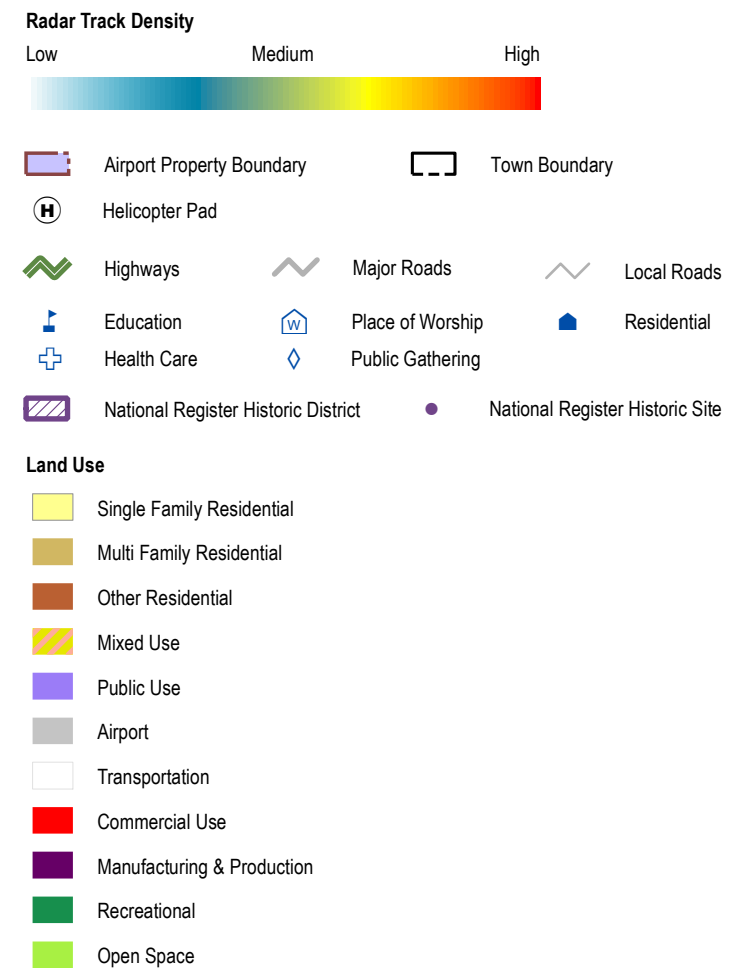 Radar Track Density
Low Medium High
Airport Property Boundary Town Boundary
H Helicopter Pad
Highways Major Roads Local Roads
Education W Place of Worship Residential
Health Care Public Gathering
National Register Historic District National Register Historic Site
Land Use
Single Family Residential
Multi Family Residential
Other Residential
Mixed Use
Public Use
Airport
Transportation
Commercial Use
Manufacturing & Production
Recreational
Open Space